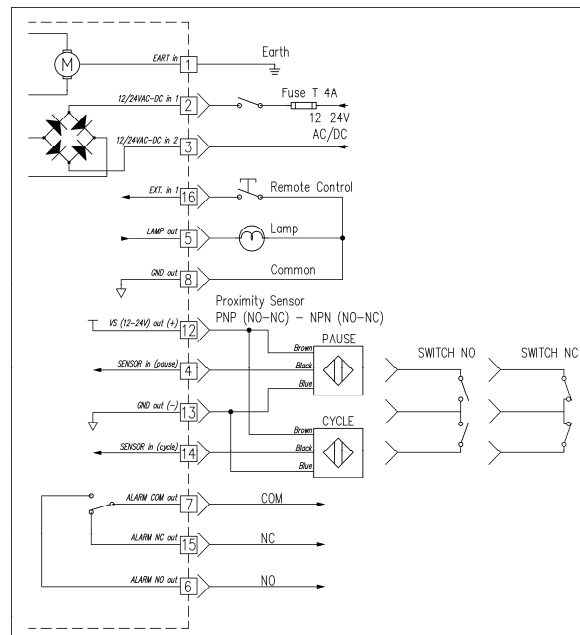 M
EART in
1
Earth
12/24VAC-DC in 1
2
Fuse T 4A
12 24V
AC/DC
12/24VAC-DC in 2
3
EXT. in 1
16
Remote Control
LAMP out
5
Lamp
GND out
8
Common
Proximity Sensor
PNP (NO-NC) - NPN (NO-NC)
VS (12-24V) out (+)
12
PAUSE
SWITCH NO
SWITCH NC
Brown
SENSOR in (pause)
4
Black
Blue
GND out (-)
13
CYCLE
Brown
SENSOR in (cycle)
14
Black
Blue
ALARM COM out
7
COM
ALARM NC out
15
NC
ALARM NO out
6
NO